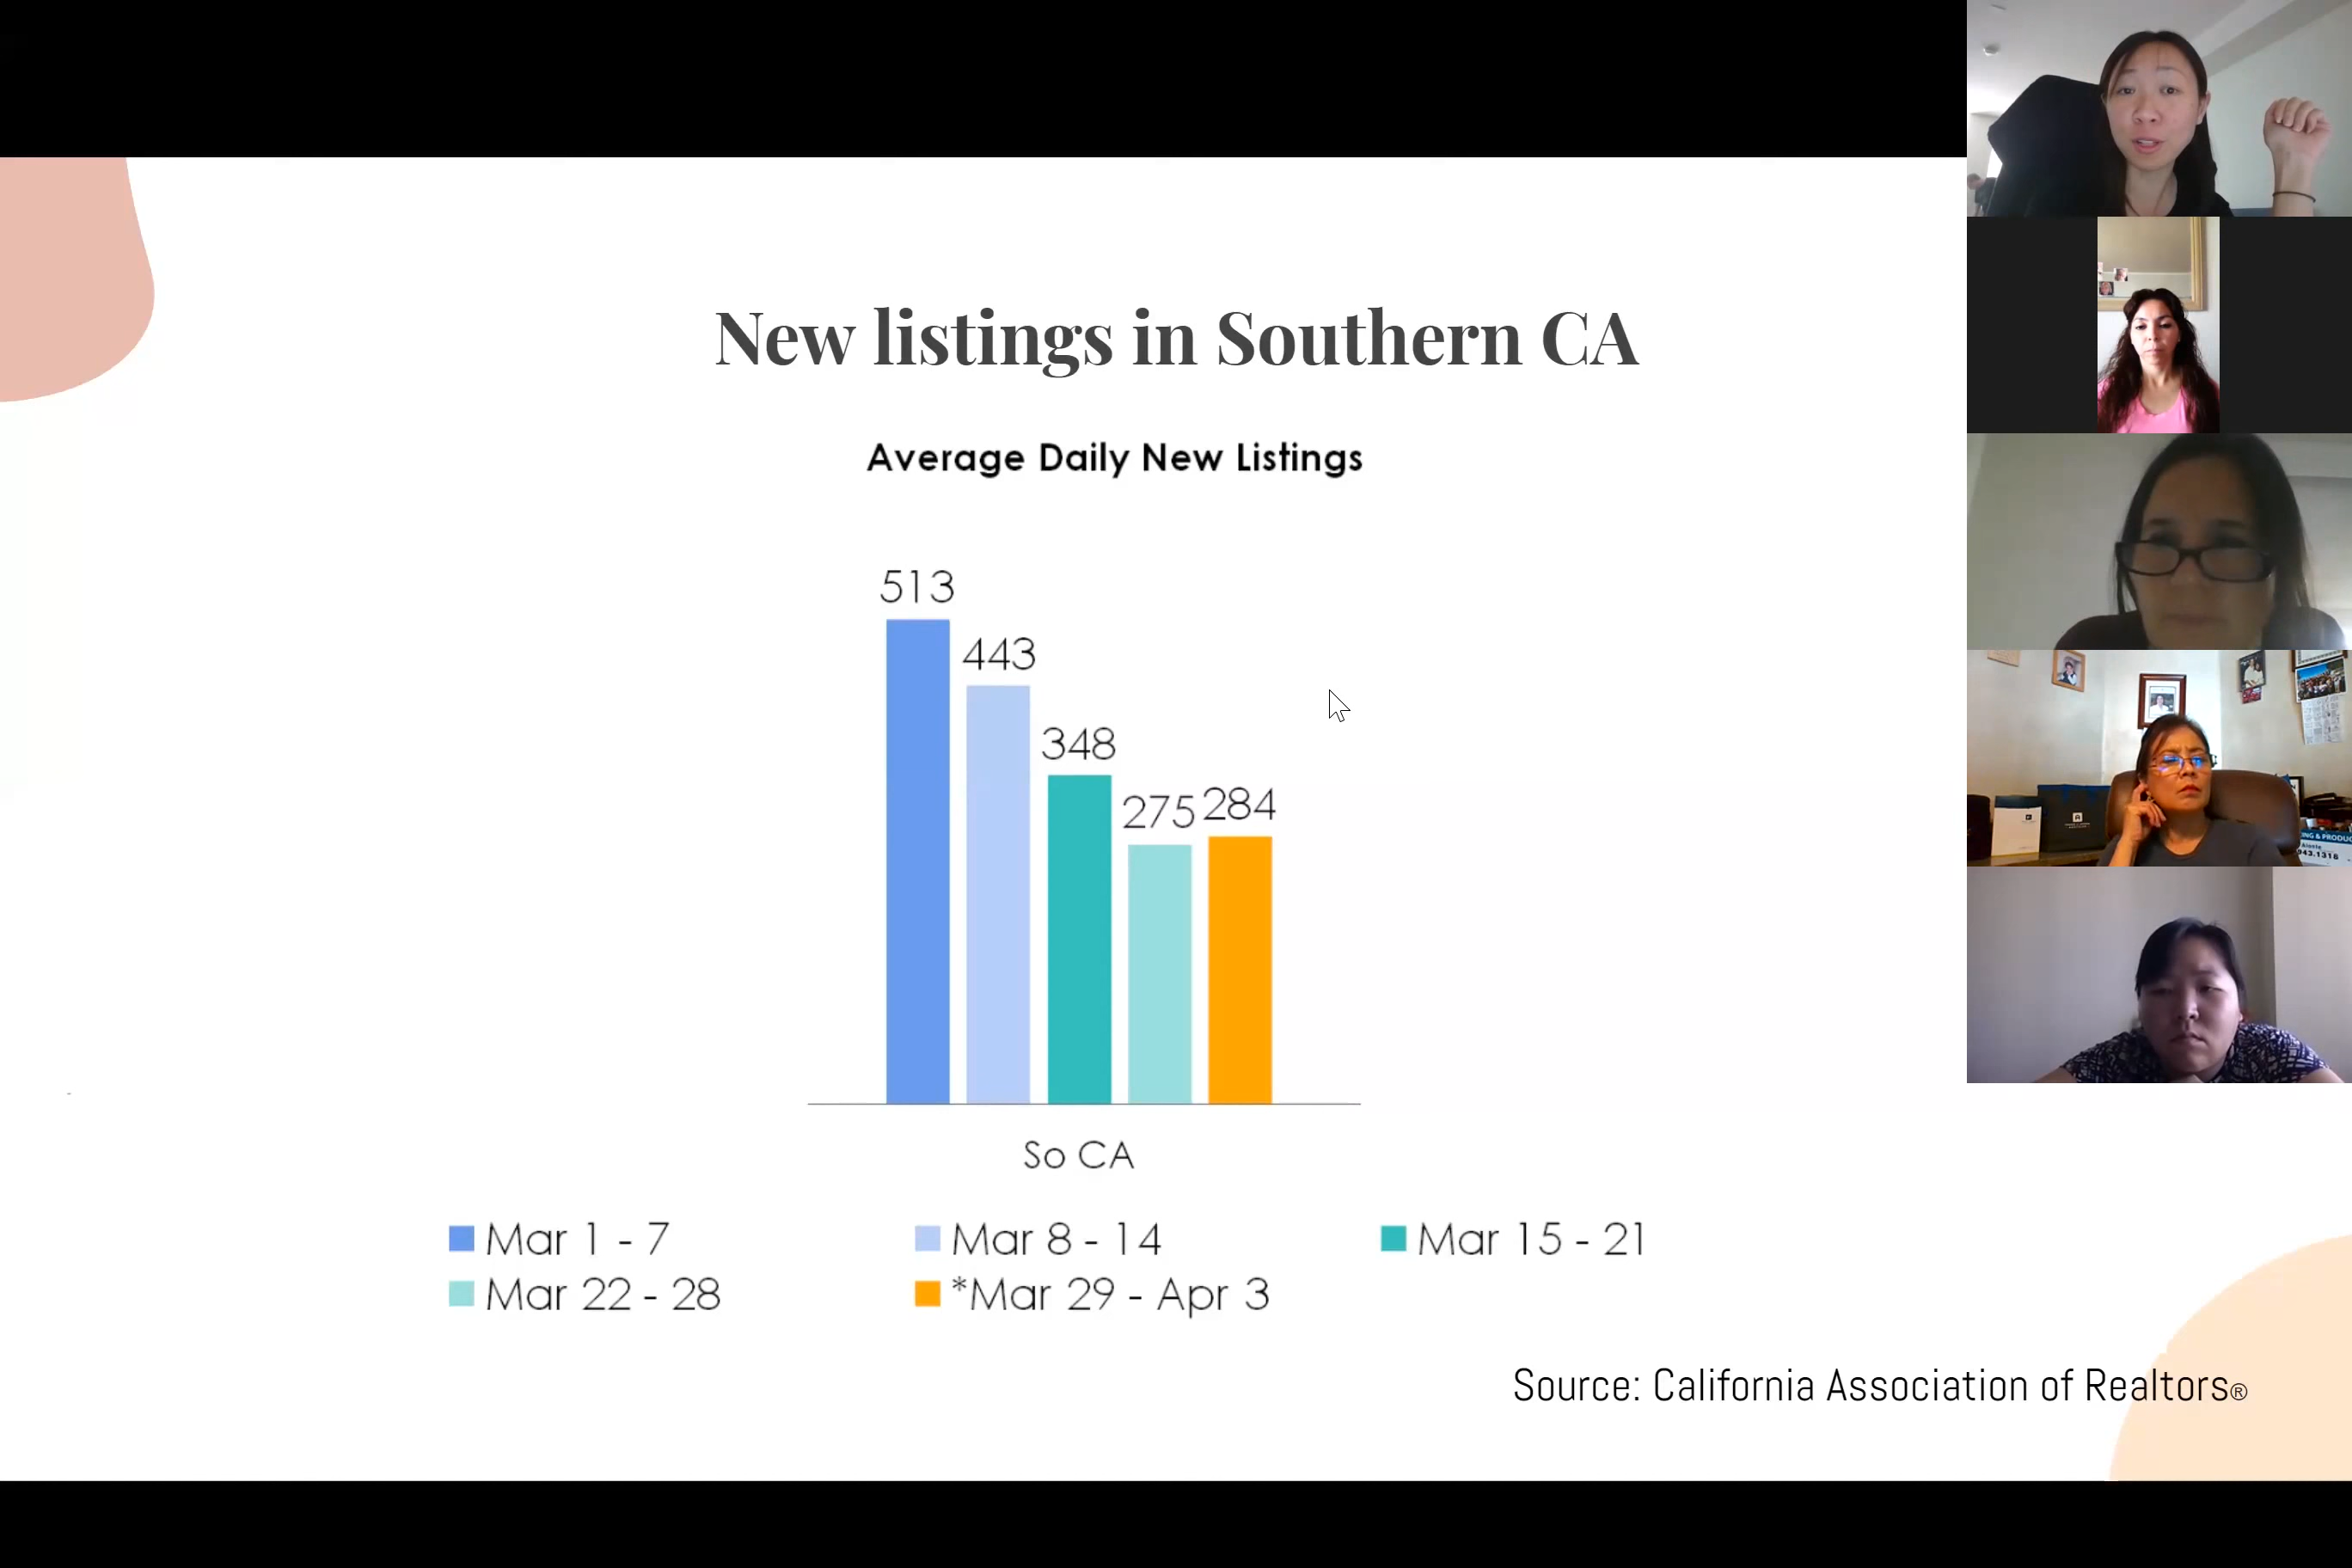 New listings in Southern CA
Average Daily New Listings
513
443
348
275
284
So CA
Mar 1 - 7
Mar 8 - 14
Mar 15 - 21
Mar 22 - 28
*Mar 29 - Apr 3
Source: California Association of Realtors®